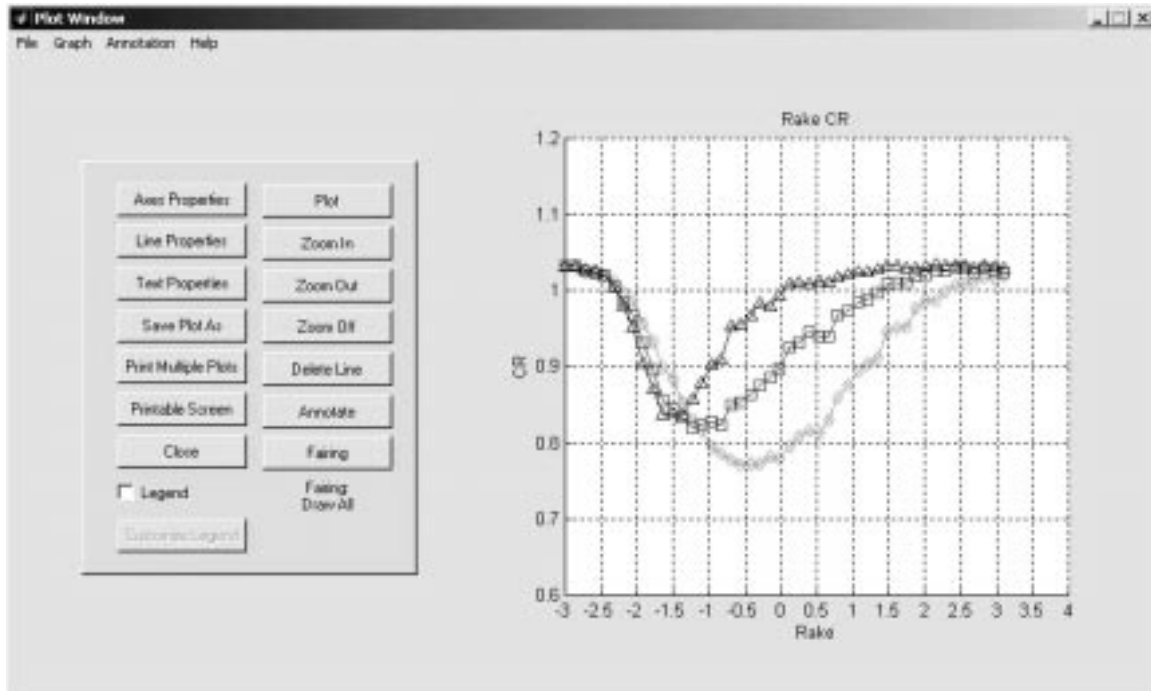 Plot Window
File Graph Annotation Help
Axes Properties
Plot
Line Properties
Zoom In
Text Properties
Zoom Out
Save Plot As
Zoom Off
Print Multiple Plots
Delete Line
Printable Screen
Annotate
Close
Fairing
Legend
Fairing:
Draw All
Customize Legend
Rake CR
1.2
1.1
1
0.9
0.8
0.7
0.6
CR
-3 -2.5 -2 -1.5 -1 -0.5 0 0.5 1 1.5 2 2.5 3 3.5 4
Rake